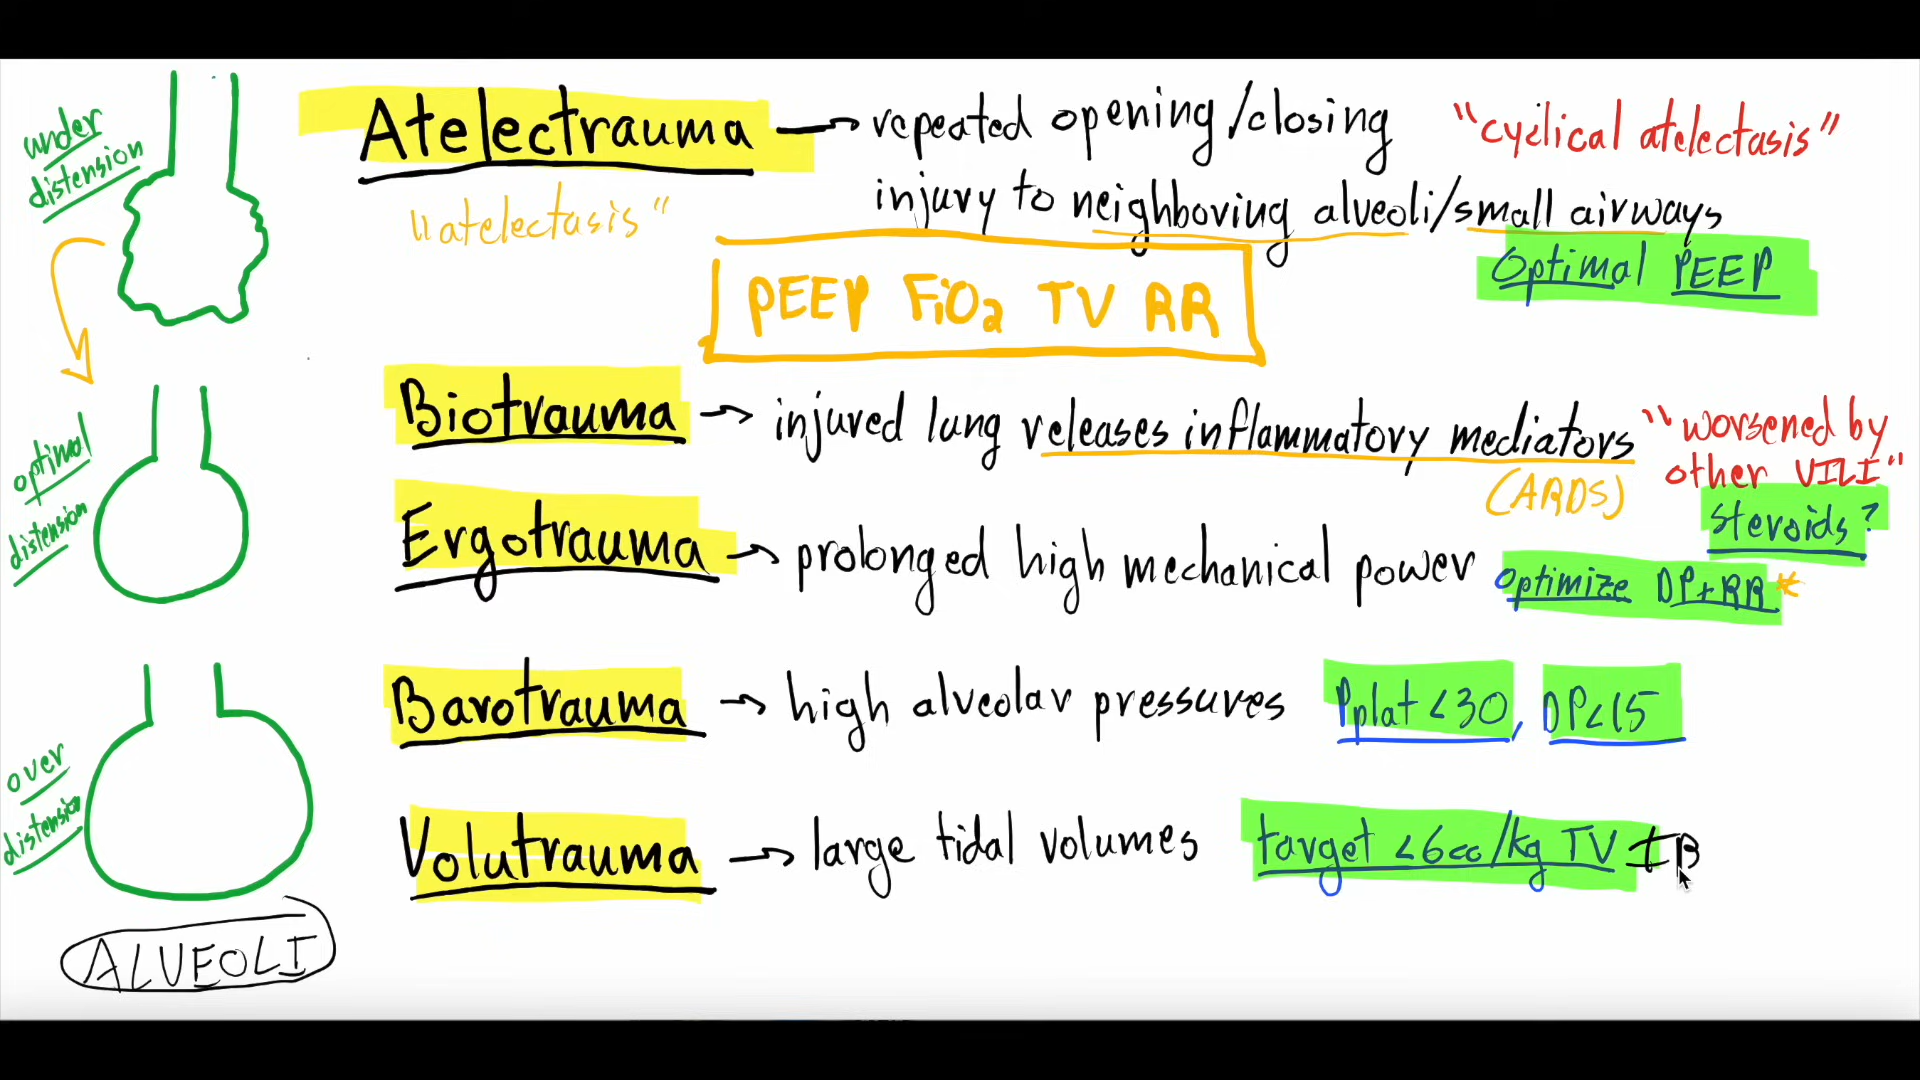 under
distension
Atelectrauma → repeated opening/closing "cyclical atelectasis"
"atelectasis" injury to neighboring alveoli/small airways
Optimal PEEP
PEEP FiO2 TV RR
optimal
distension
Biotrauma → injured lung releases inflammatory mediators "worsened by
other VILI"
(ARDS)
steroids?
Ergotrauma → prolonged high mechanical power optimize DP+RR*
over
distension
Barotrauma → high alveolar pressures Pplat <30, DP<15
Volutrauma → large tidal volumes target <6cc/kg TV IB
ALVEOLI